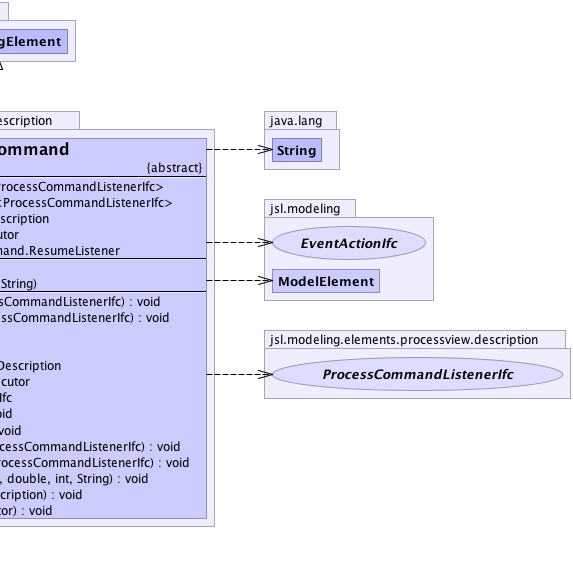 gElement
escription
ommand
{abstract}
rocessCommandListenerIfc>
<ProcessCommandListenerIfc>
scription
utor
mand.ResumeListener
String)
ssCommandListenerIfc) : void
essCommandListenerIfc) : void
Description
cutor
Ifc
oid
void
cessCommandListenerIfc) : void
rocessCommandListenerIfc) : void
, double, int, String) : void
cription) : void
tor) : void
java.lang
String
jsl.modeling
EventActionIfc
ModelElement
jsl.modeling.elements.processview.description
ProcessCommandListenerIfc